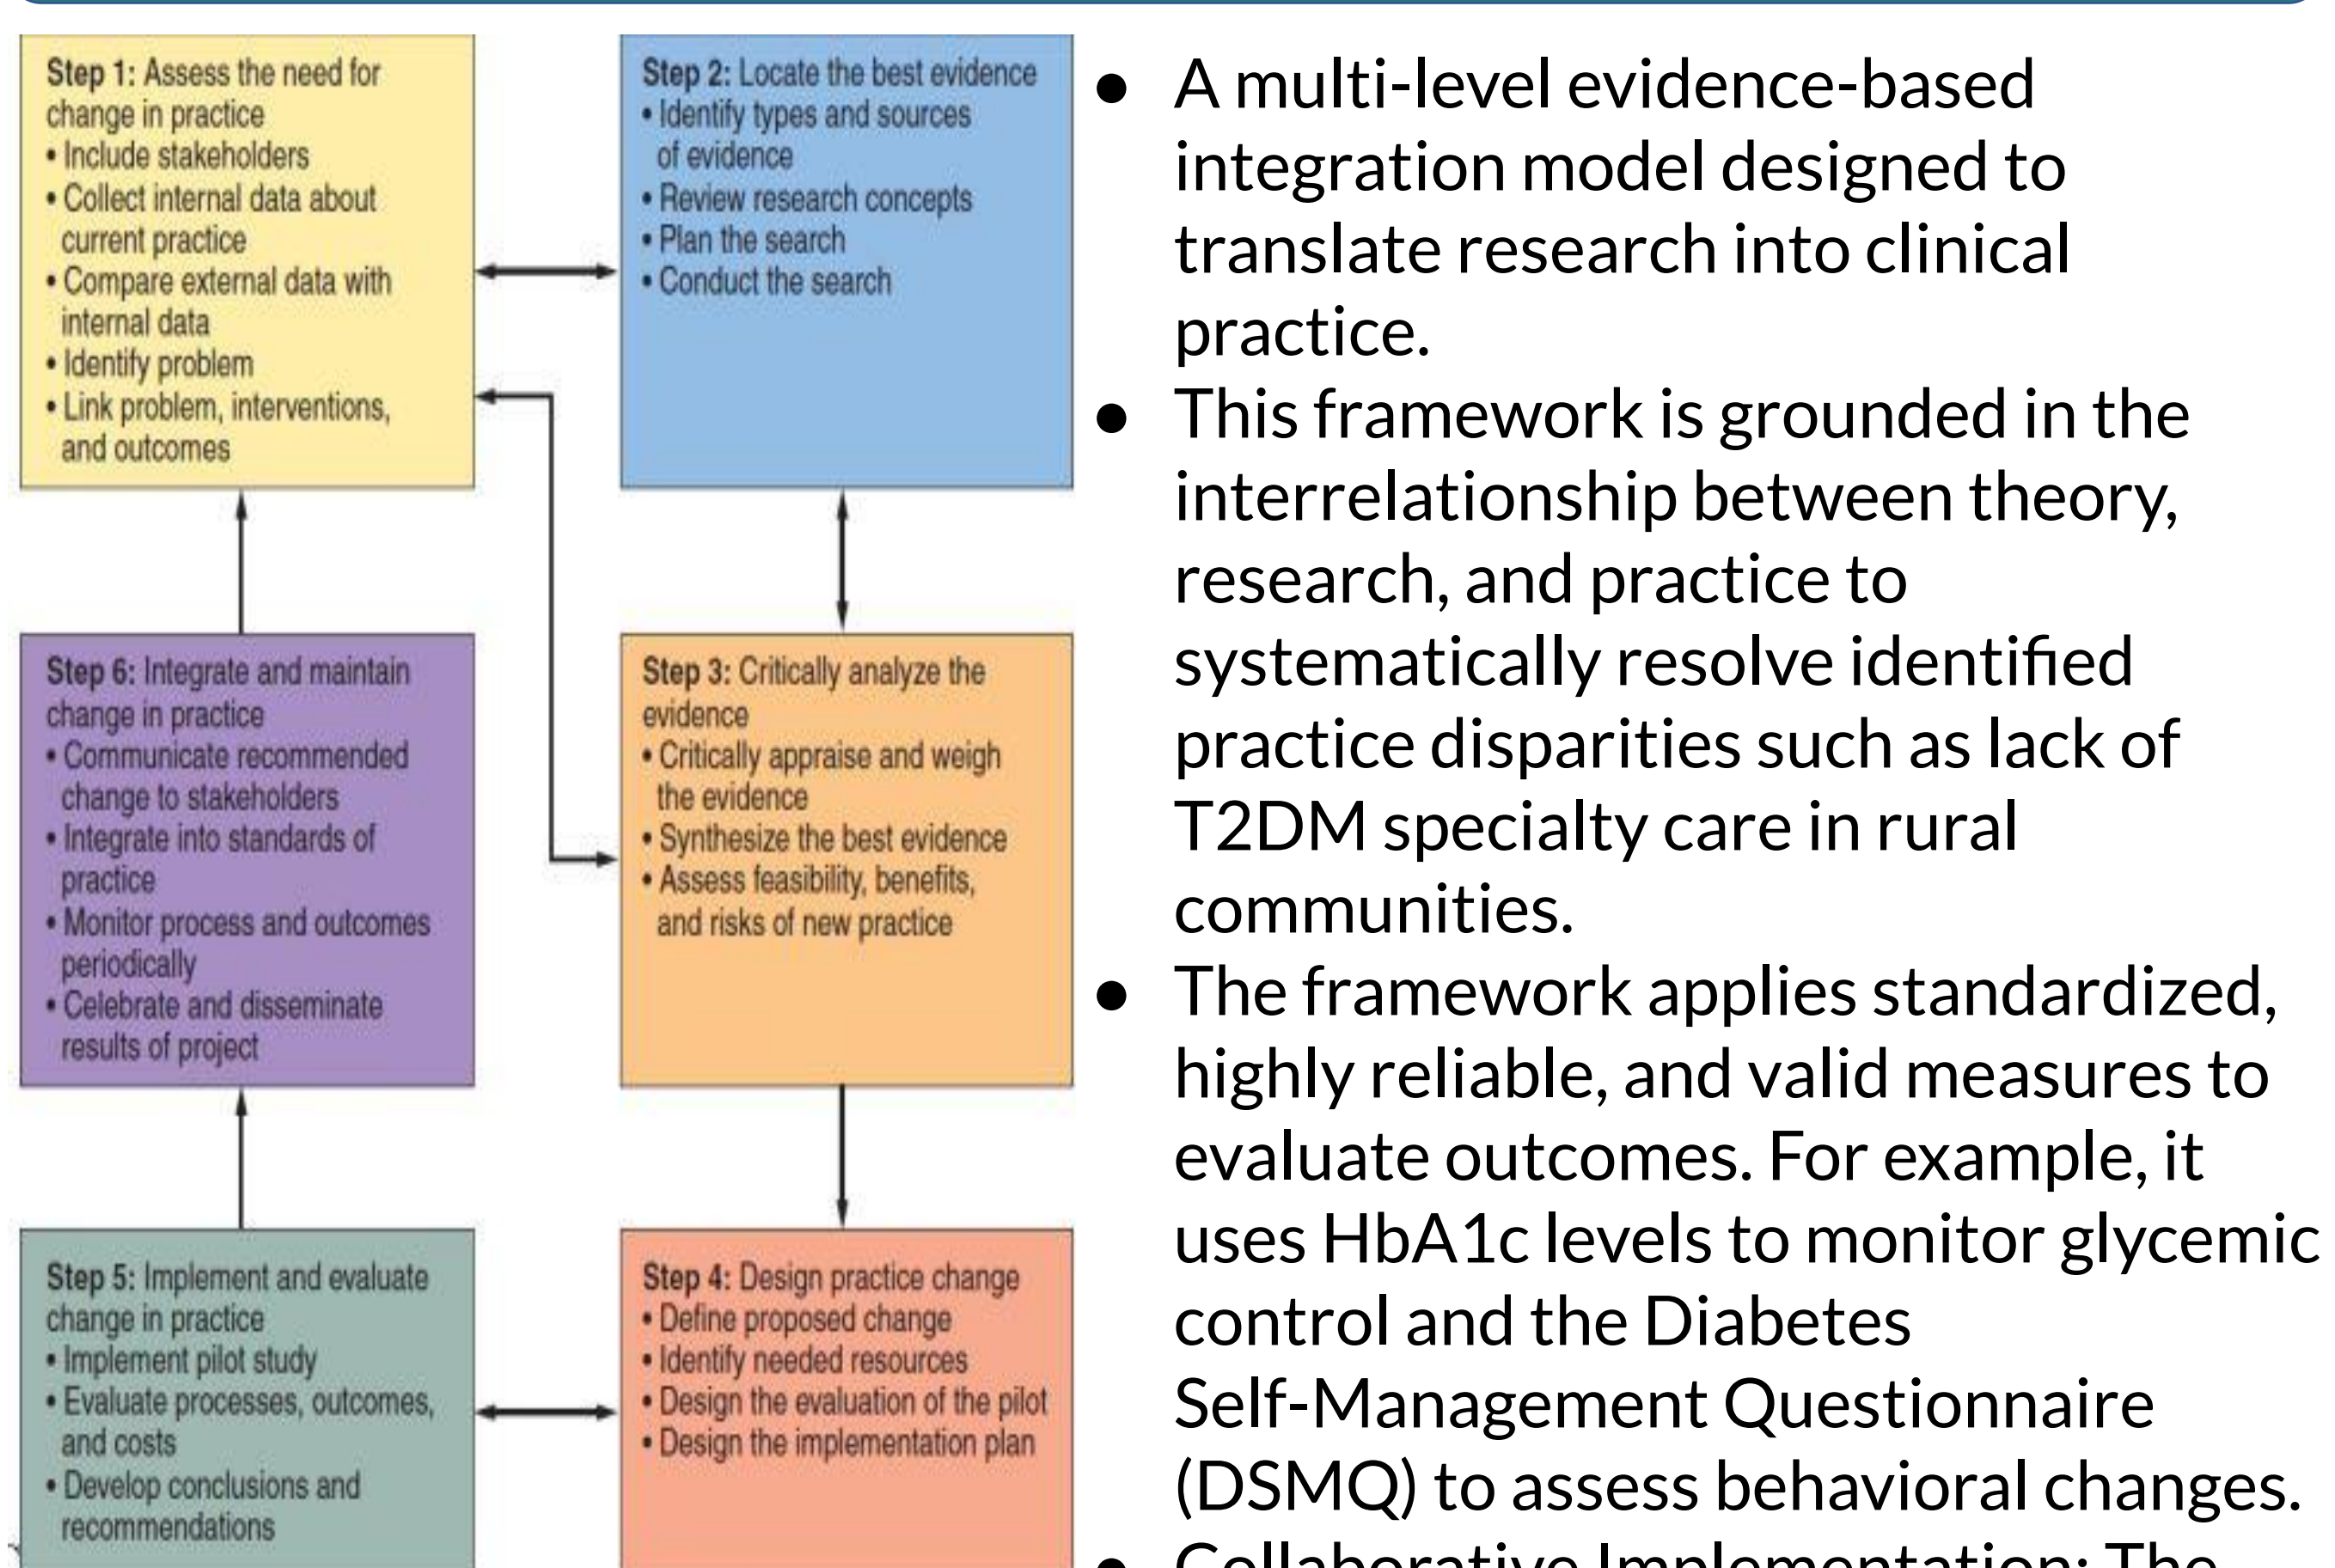 Step 1: Assess the need for
change in practice
• Include stakeholders
• Collect internal data about
current practice
• Compare external data with
internal data
• Identify problem
• Link problem, interventions,
and outcomes
Step 2: Locate the best evidence
• Identify types and sources
of evidence
• Review research concepts
• Plan the search
• Conduct the search
Step 3: Critically analyze the
evidence
• Critically appraise and weigh
the evidence
• Synthesize the best evidence
• Assess feasibility, benefits,
and risks of new practice
Step 4: Design practice change
• Define proposed change
• Identify needed resources
• Design the evaluation of the pilot
• Design the implementation plan
Step 5: Implement and evaluate
change in practice
• Implement pilot study
• Evaluate processes, outcomes,
and costs
• Develop conclusions and
recommendations
Step 6: Integrate and maintain
change in practice
• Communicate recommended
change to stakeholders
• Integrate into standards of
practice
• Monitor process and outcomes
periodically
• Celebrate and disseminate
results of project
● A multi-level evidence-based
integration model designed to
translate research into clinical
practice.
● This framework is grounded in the
interrelationship between theory,
research, and practice to
systematically resolve identified
practice disparities such as lack of
T2DM specialty care in rural
communities.
● The framework applies standardized,
highly reliable, and valid measures to
evaluate outcomes. For example, it
uses HbA1c levels to monitor glycemic
control and the Diabetes
Self-Management Questionnaire
(DSMQ) to assess behavioral changes.
● Collaborative Implementation: The